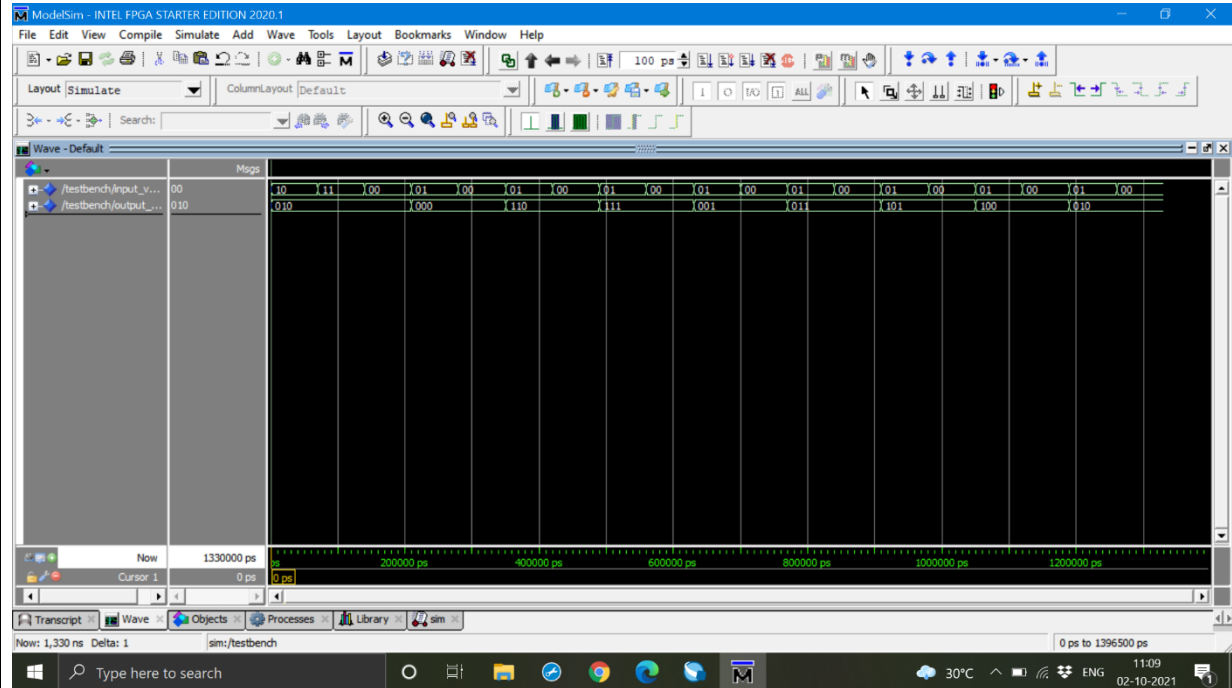 ModelSim - INTEL FPGA STARTER EDITION 2020.1
File Edit View Compile Simulate Add Wave Tools Layout Bookmarks Window Help
100 ps
Layout Simulate ColumnLayout Default
Search:
Wave - Default
Msgs
/testbench/input_v... 00 10 11 00 01 00 01 00 01 00 01 00 01 00 01 00 01 00 01 00
/testbench/output_... 010 010 000 110 111 001 011 101 100 010
Now 1330000 ps ps 200000 ps 400000 ps 600000 ps 800000 ps 1000000 ps 1200000 ps
Cursor 1 0 ps 0 ps
Transcript Wave Objects Processes Library sim
Now: 1,330 ns Delta: 1 sim:/testbench 0 ps to 1396500 ps
Type here to search 30°C ENG 11:09
02-10-2021 1